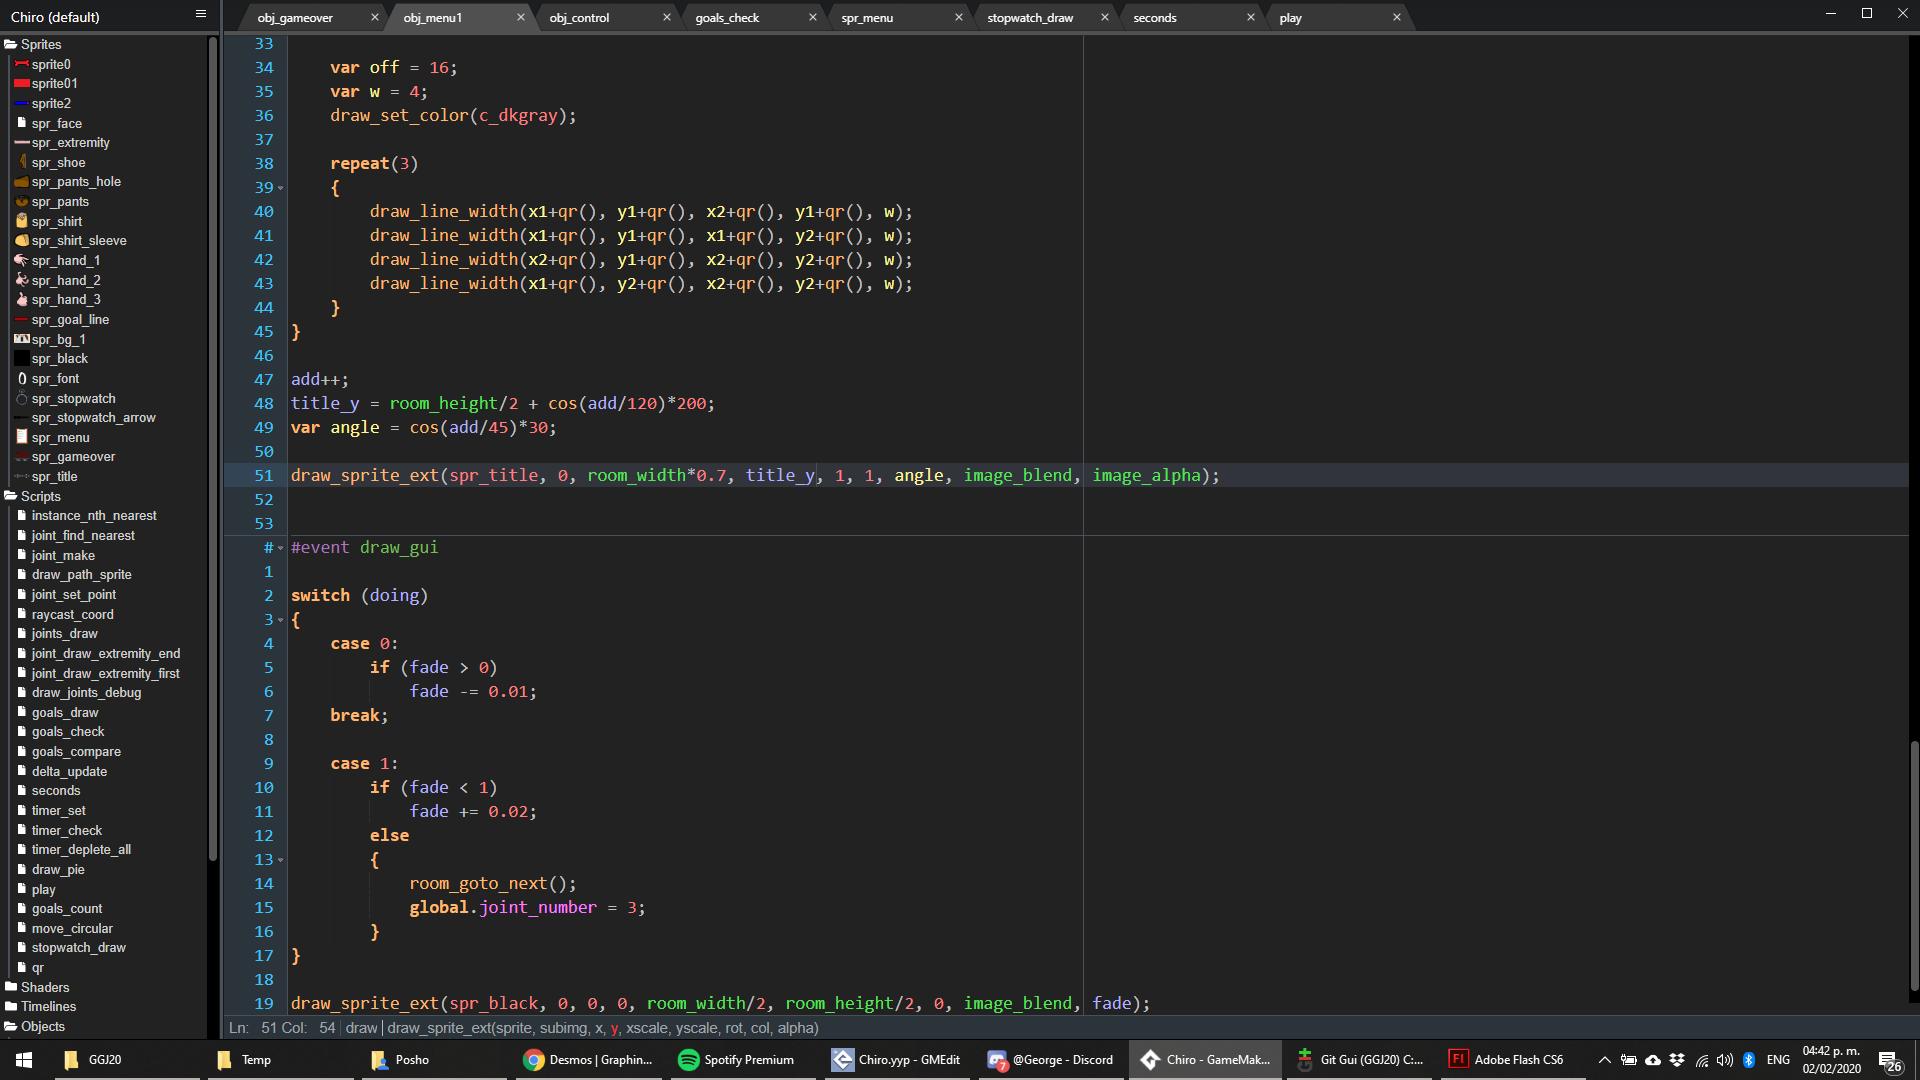 Chiro (default)
obj_gameover
obj_menu1
obj_control
goals_check
spr_menu
stopwatch_draw
seconds
play
Sprites
sprite0
sprite01
sprite2
spr_face
spr_extremity
spr_shoe
spr_pants_hole
spr_pants
spr_shirt
spr_shirt_sleeve
spr_hand_1
spr_hand_2
spr_hand_3
spr_goal_line
spr_bg_1
spr_black
spr_font
spr_stopwatch
spr_stopwatch_arrow
spr_menu
spr_gameover
spr_title
Scripts
instance_nth_nearest
joint_find_nearest
joint_make
draw_path_sprite
joint_set_point
raycast_coord
joints_draw
joint_draw_extremity_end
joint_draw_extremity_first
draw_joints_debug
goals_draw
goals_check
goals_compare
delta_update
seconds
timer_set
timer_check
timer_deplete_all
draw_pie
play
goals_count
move_circular
stopwatch_draw
qr
Shaders
Timelines
Objects
33
34 var off = 16;
35 var w = 4;
36 draw_set_color(c_dkgray);
37
38 repeat(3)
39 {
40 draw_line_width(x1+qr(), y1+qr(), x2+qr(), y1+qr(), w);
41 draw_line_width(x1+qr(), y1+qr(), x1+qr(), y2+qr(), w);
42 draw_line_width(x2+qr(), y1+qr(), x2+qr(), y2+qr(), w);
43 draw_line_width(x1+qr(), y2+qr(), x2+qr(), y2+qr(), w);
44 }
45 }
46
47 add++;
48 title_y = room_height/2 + cos(add/120)*200;
49 var angle = cos(add/45)*30;
50
51 draw_sprite_ext(spr_title, 0, room_width*0.7, title_y, 1, 1, angle, image_blend, image_alpha);
52
53
# #event draw_gui
1
2 switch (doing)
3 {
4 case 0:
5 if (fade > 0)
6 fade -= 0.01;
7 break;
8
9 case 1:
10 if (fade < 1)
11 fade += 0.02;
12 else
13 {
14 room_goto_next();
15 global.joint_number = 3;
16 }
17 }
18
19 draw_sprite_ext(spr_black, 0, 0, 0, room_width/2, room_height/2, 0, image_blend, fade);
Ln: 51 Col: 54 draw draw_sprite_ext(sprite, subimg, x, y, xscale, yscale, rot, col, alpha)
GGJ20
Temp
Posho
Desmos | Graphin...
Spotify Premium
Chiro.yyp - GMEdit
7
@George - Discord
Chiro - GameMak...
Git Gui (GGJ20) C:...
Fl
Adobe Flash CS6
ENG
04:42 p. m.
02/02/2020
26